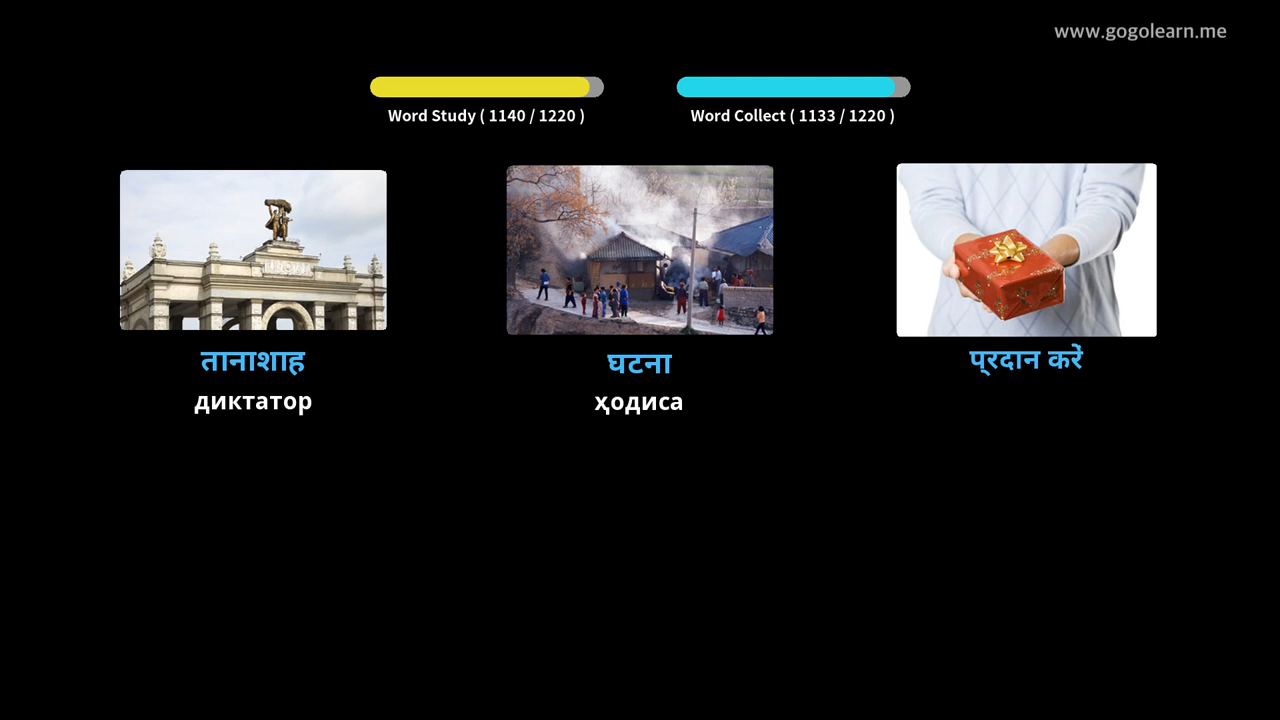 www.gogolearn.me
Word Study ( 1140 / 1220 )
Word Collect ( 1133 / 1220 )
तानाशाह
диктатор
घटना
ҳодиса
प्रदान करें